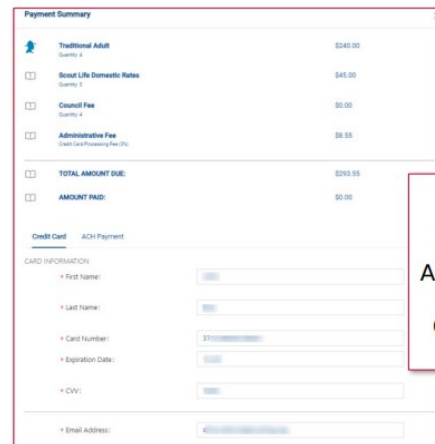 Payment Summary
Traditional Adult $240.00
Quantity: 4
Scout Life Domestic Rates $45.00
Council Fee $0.00
Quantity: 4
Administrative Fee $8.55
Credit Card Processing Fee (3%)
TOTAL AMOUNT DUE: $293.55
AMOUNT PAID: $0.00
Credit Card ACH Payment
CARD INFORMATION
* First Name:
* Last Name:
* Card Number: 37
* Expiration Date:
* CVV:
* Email Address:
A